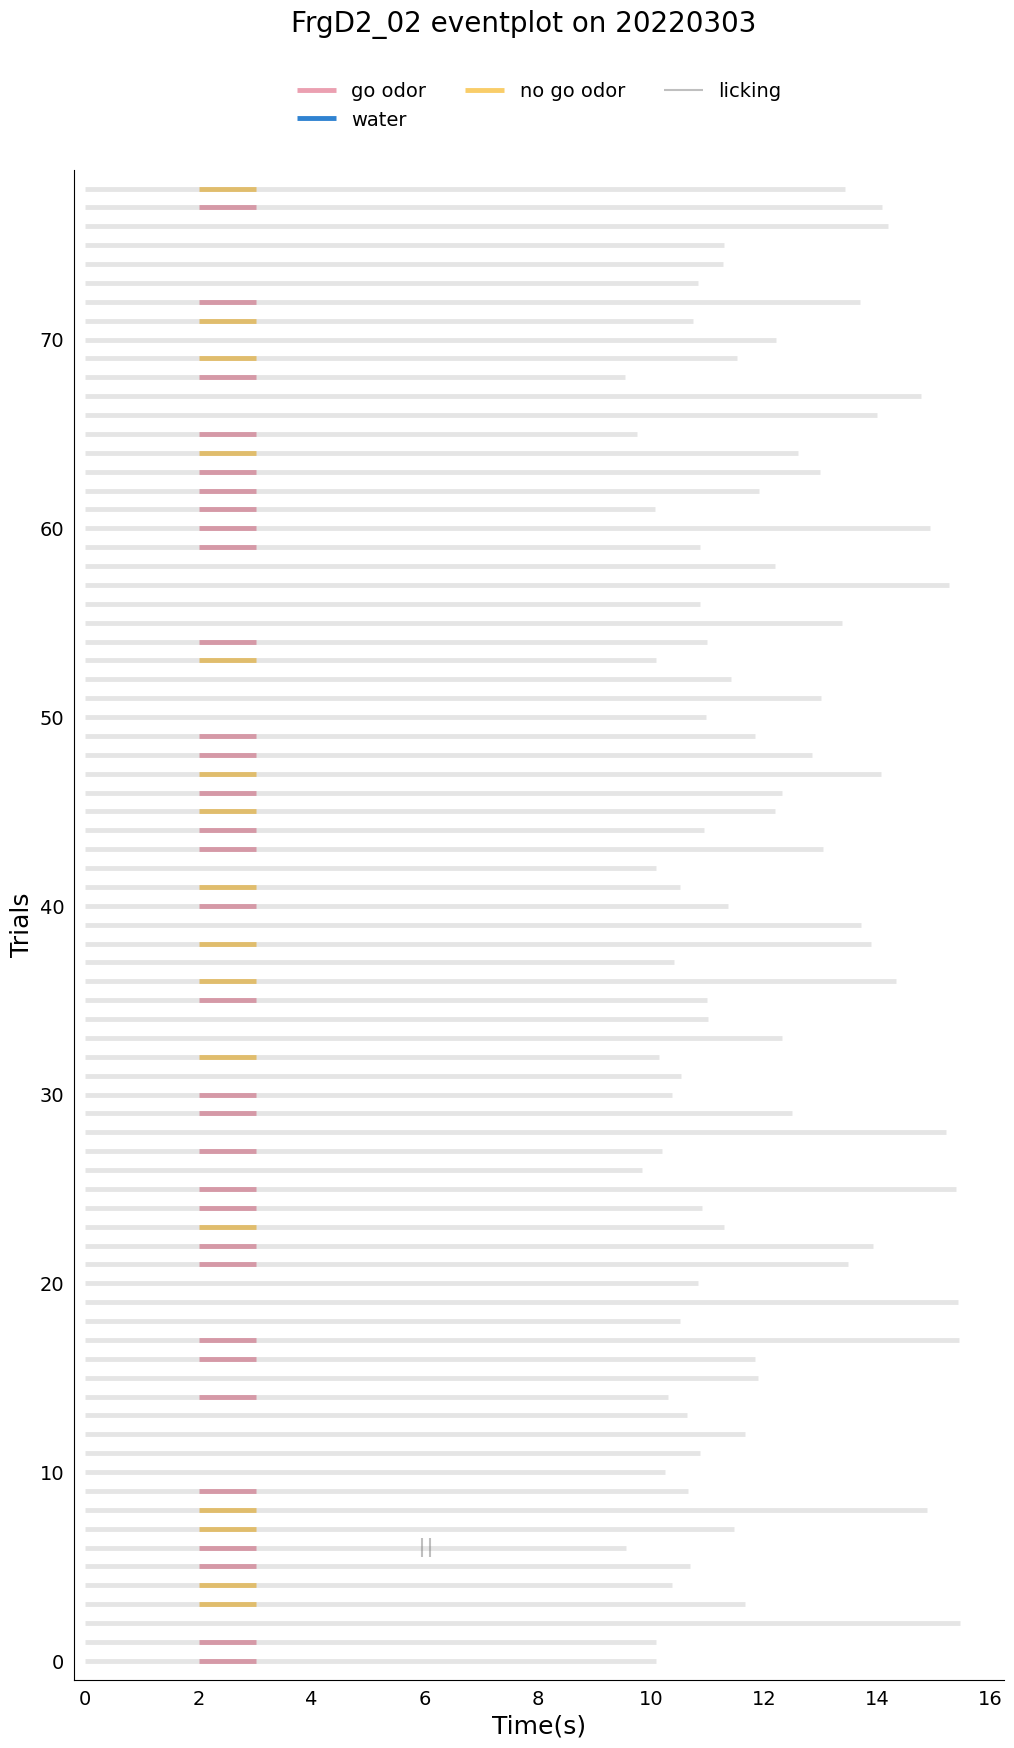 FrgD2_02 eventplot on 20220303
go odor
no go odor
licking
water
70
60
50
40
30
20
10
0
Trials
0 2 4 6 8 10 12 14 16
Time(s)